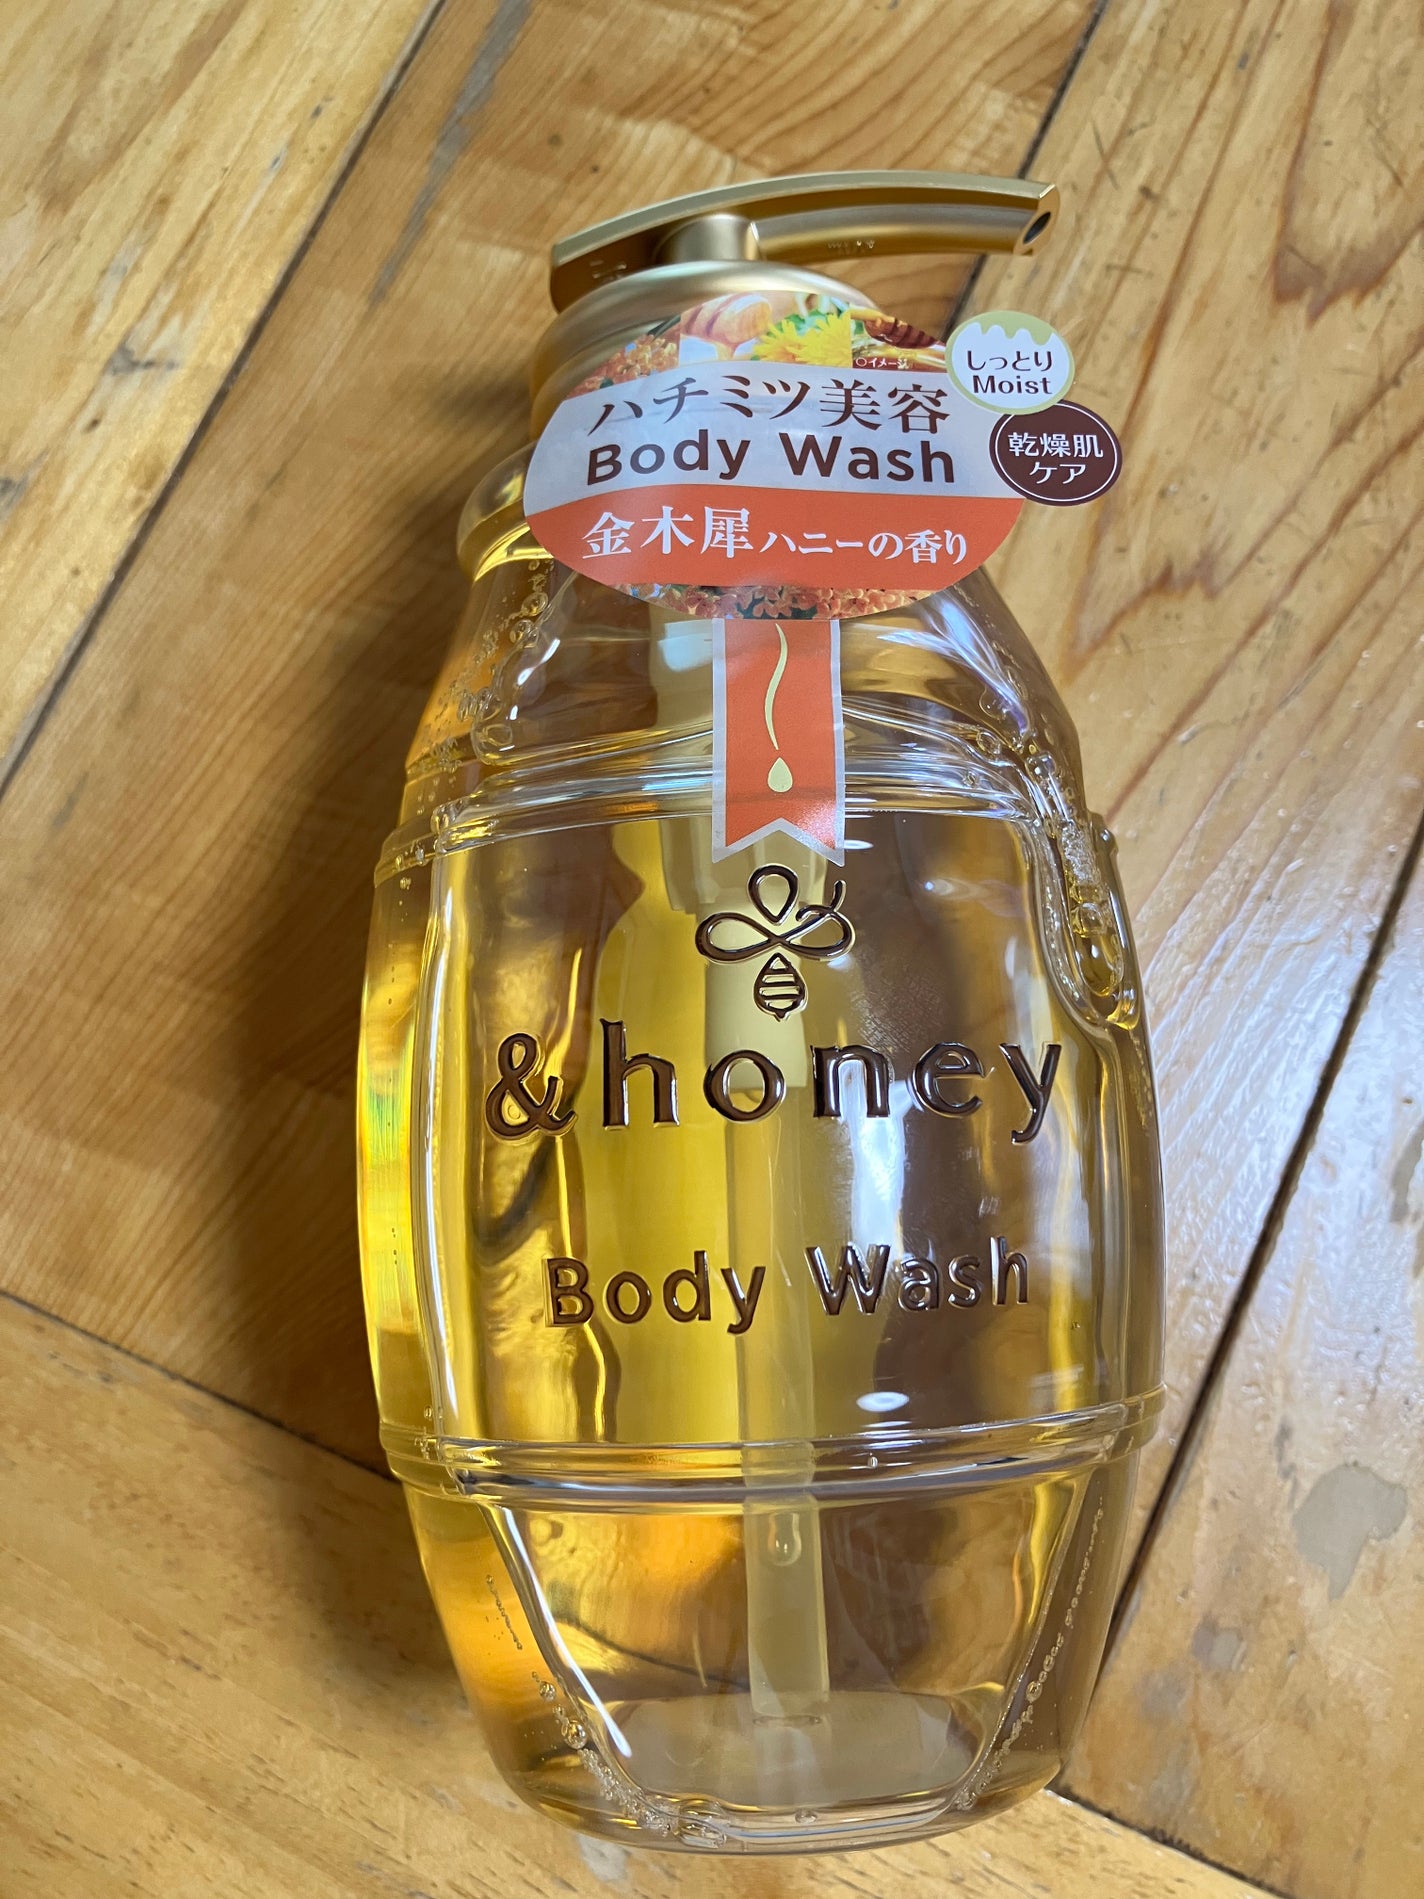 ○イメージ
ハチミツ美容
Body Wash
金木犀ハニーの香り
しっとり
Moist
乾燥肌
ケア
&honey
Body Wash